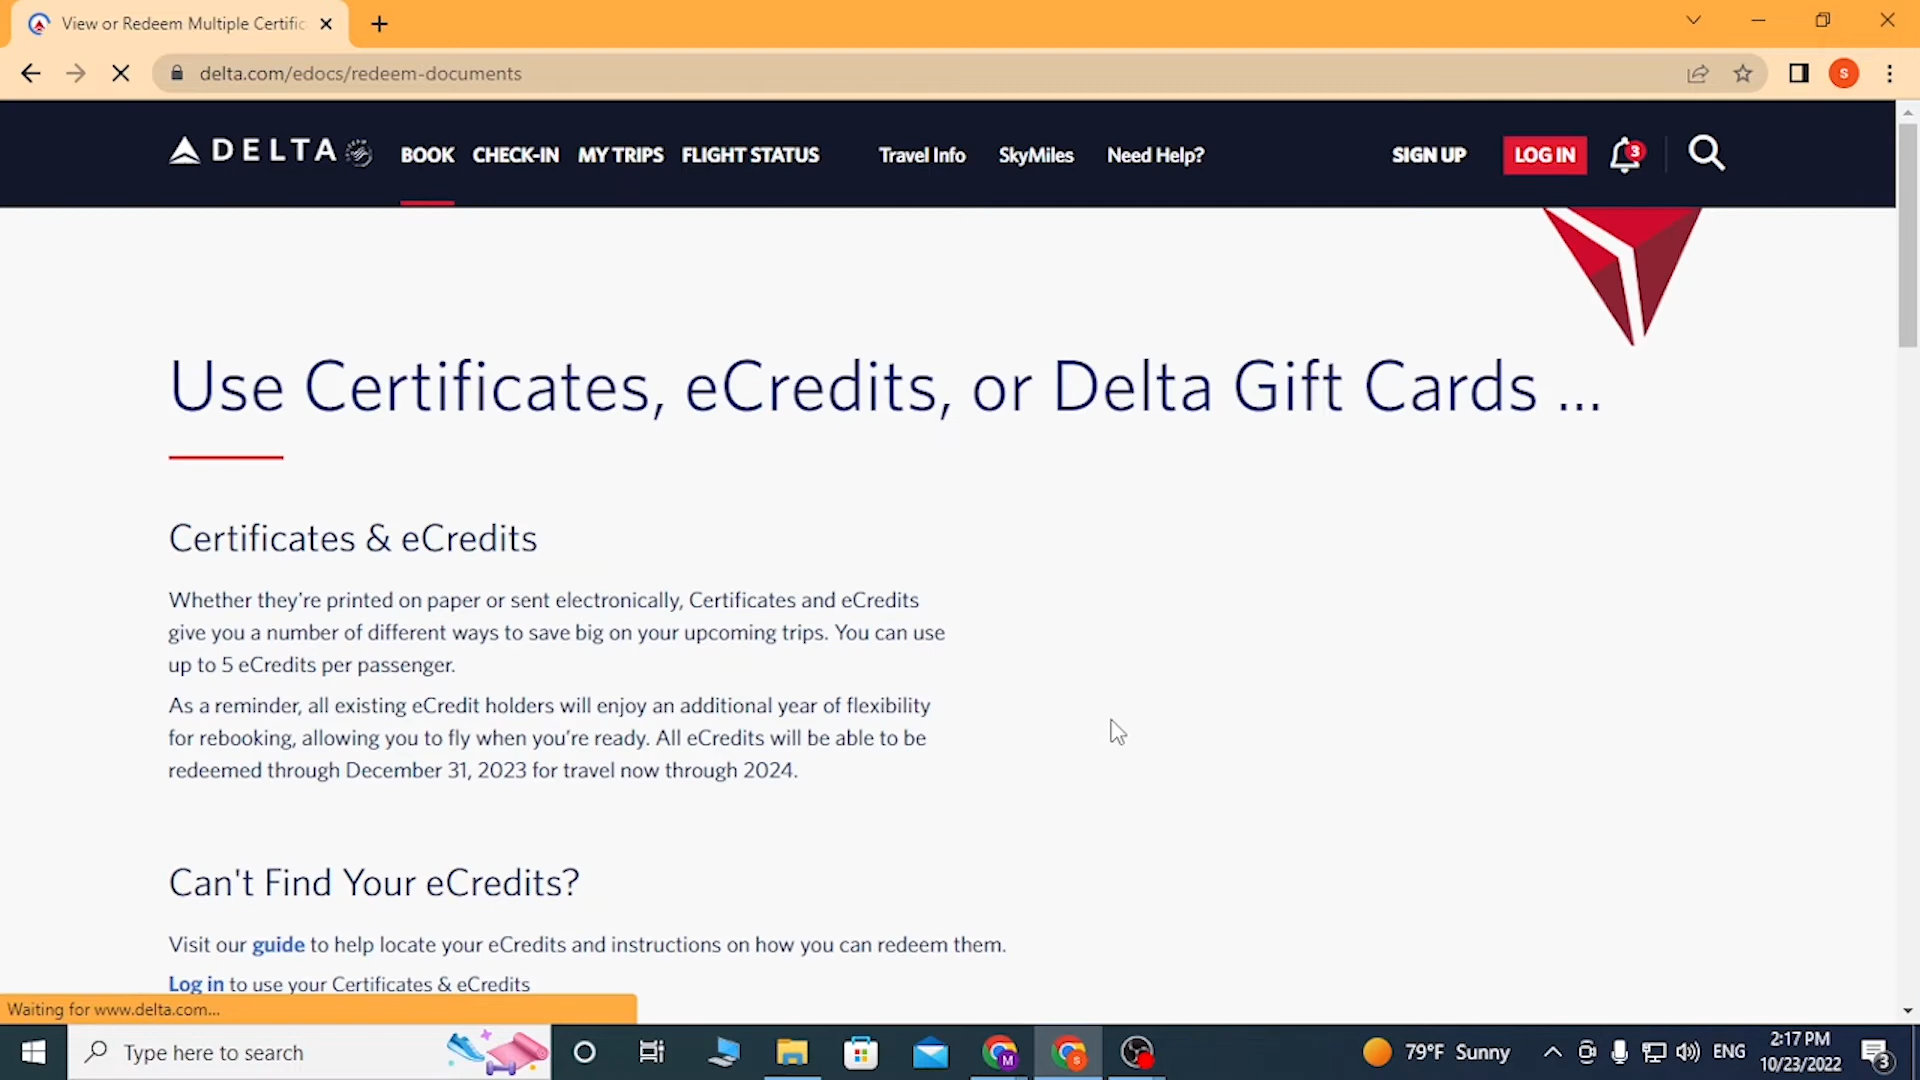 View or Redeem Multiple Certific
delta.com/edocs/redeem-documents
S
DELTA
BOOK CHECK-IN MY TRIPS FLIGHT STATUS Travel Info SkyMiles Need Help? SIGN UP LOG IN 3
Use Certificates, eCredits, or Delta Gift Cards ...
Certificates & eCredits
Whether they're printed on paper or sent electronically, Certificates and eCredits
give you a number of different ways to save big on your upcoming trips. You can use
up to 5 eCredits per passenger.
As a reminder, all existing eCredit holders will enjoy an additional year of flexibility
for rebooking, allowing you to fly when you're ready. All eCredits will be able to be
redeemed through December 31, 2023 for travel now through 2024.
Can't Find Your eCredits?
Visit our guide to help locate your eCredits and instructions on how you can redeem them.
Log in to use your Certificates & eCredits
Waiting for www.delta.com...
Type here to search
M
S
79°F Sunny
ENG
2:17 PM
10/23/2022
3